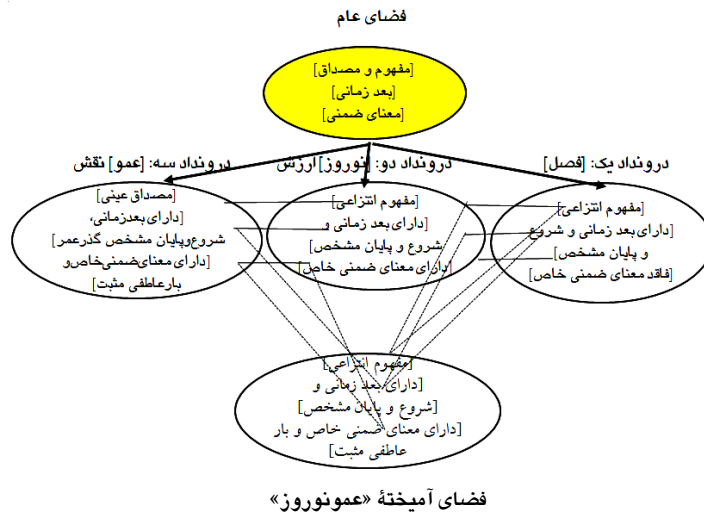 فضای عام
[مفهوم و مصداق]
[بعد زمانی]
[معنای ضمنی]
درونداد یک: [فصل]
درونداد دو: [نوروز] ارزش
درونداد سه: [عمو] نقش
[مفهوم انتزاعی]
[دارای بعد زمانی و شروع
و پایان مشخص]
[فاقد معنای ضمنی خاص]
[مفهوم انتزاعی]
[دارای بعد زمانی و
شروع و پایان مشخص]
[دارای معنای ضمنی خاص]
[مصداق عینی]
[دارای بعدزمانی،
شروع‌وپایان مشخص گذرعمر]
[دارای معنای‌ضمنی‌خاص‌و
بارعاطفی مثبت]
[مفهوم انتزاعی]
[دارای بعد زمانی و
شروع و پایان مشخص]
[دارای معنای ضمنی خاص و بار
عاطفی مثبت]
فضای آمیختهٔ «عمونوروز»